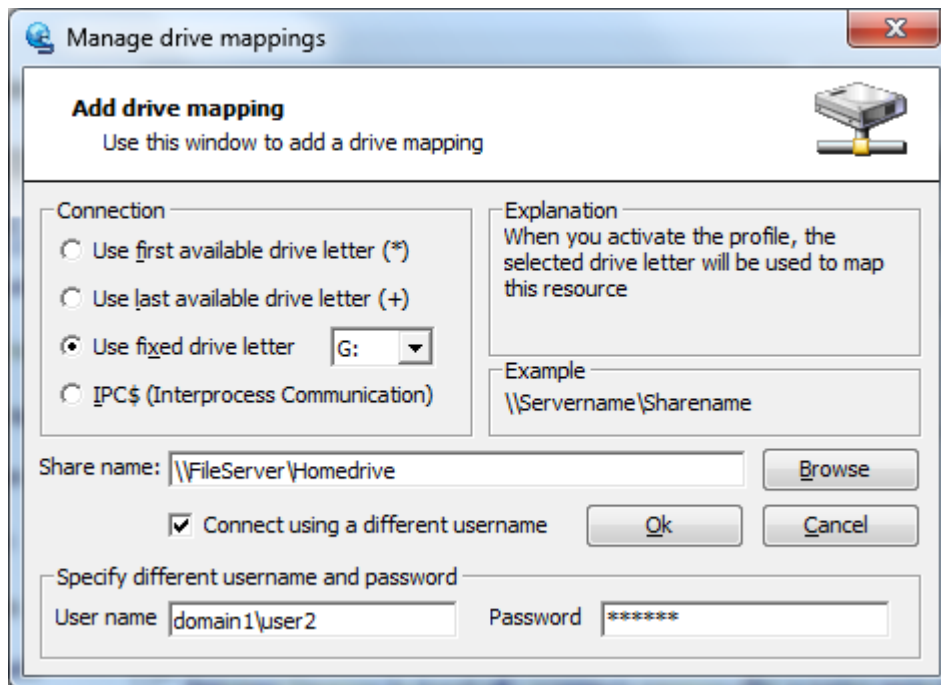 Manage drive mappings
Add drive mapping
Use this window to add a drive mapping
Connection
Use first available drive letter (*)
Use last available drive letter (+)
Use fixed drive letter
G:
IPC$ (Interprocess Communication)
Explanation
When you activate the profile, the
selected drive letter will be used to map
this resource
Example
\\Servername\Sharename
Share name: \\FileServer\Homedrive
Browse
Connect using a different username
Ok
Cancel
Specify different username and password
User name domain1\user2
Password ******